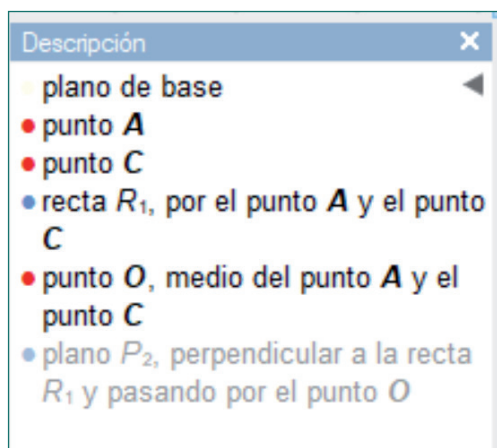 Descripción
plano de base
punto A
punto C
recta R₁, por el punto A y el punto
C
punto O, medio del punto A y el
punto C
plano P₂, perpendicular a la recta
R₁ y pasando por el punto O